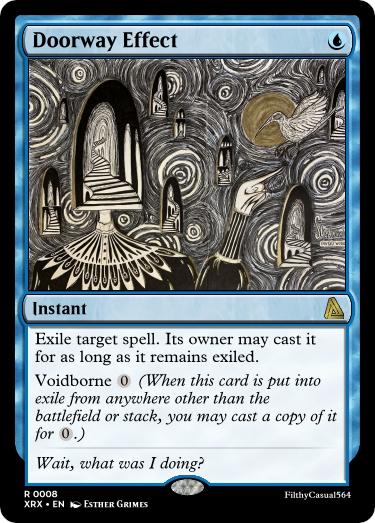 Doorway Effect
Instant
Exile target spell. Its owner may cast it
for as long as it remains exiled.
Voidborne 0 (When this card is put into
exile from anywhere other than the
battlefield or stack, you may cast a copy of it
for 0.)
Wait, what was I doing?
R 0008
XRX • EN Esther Grimes
FilthyCasual564